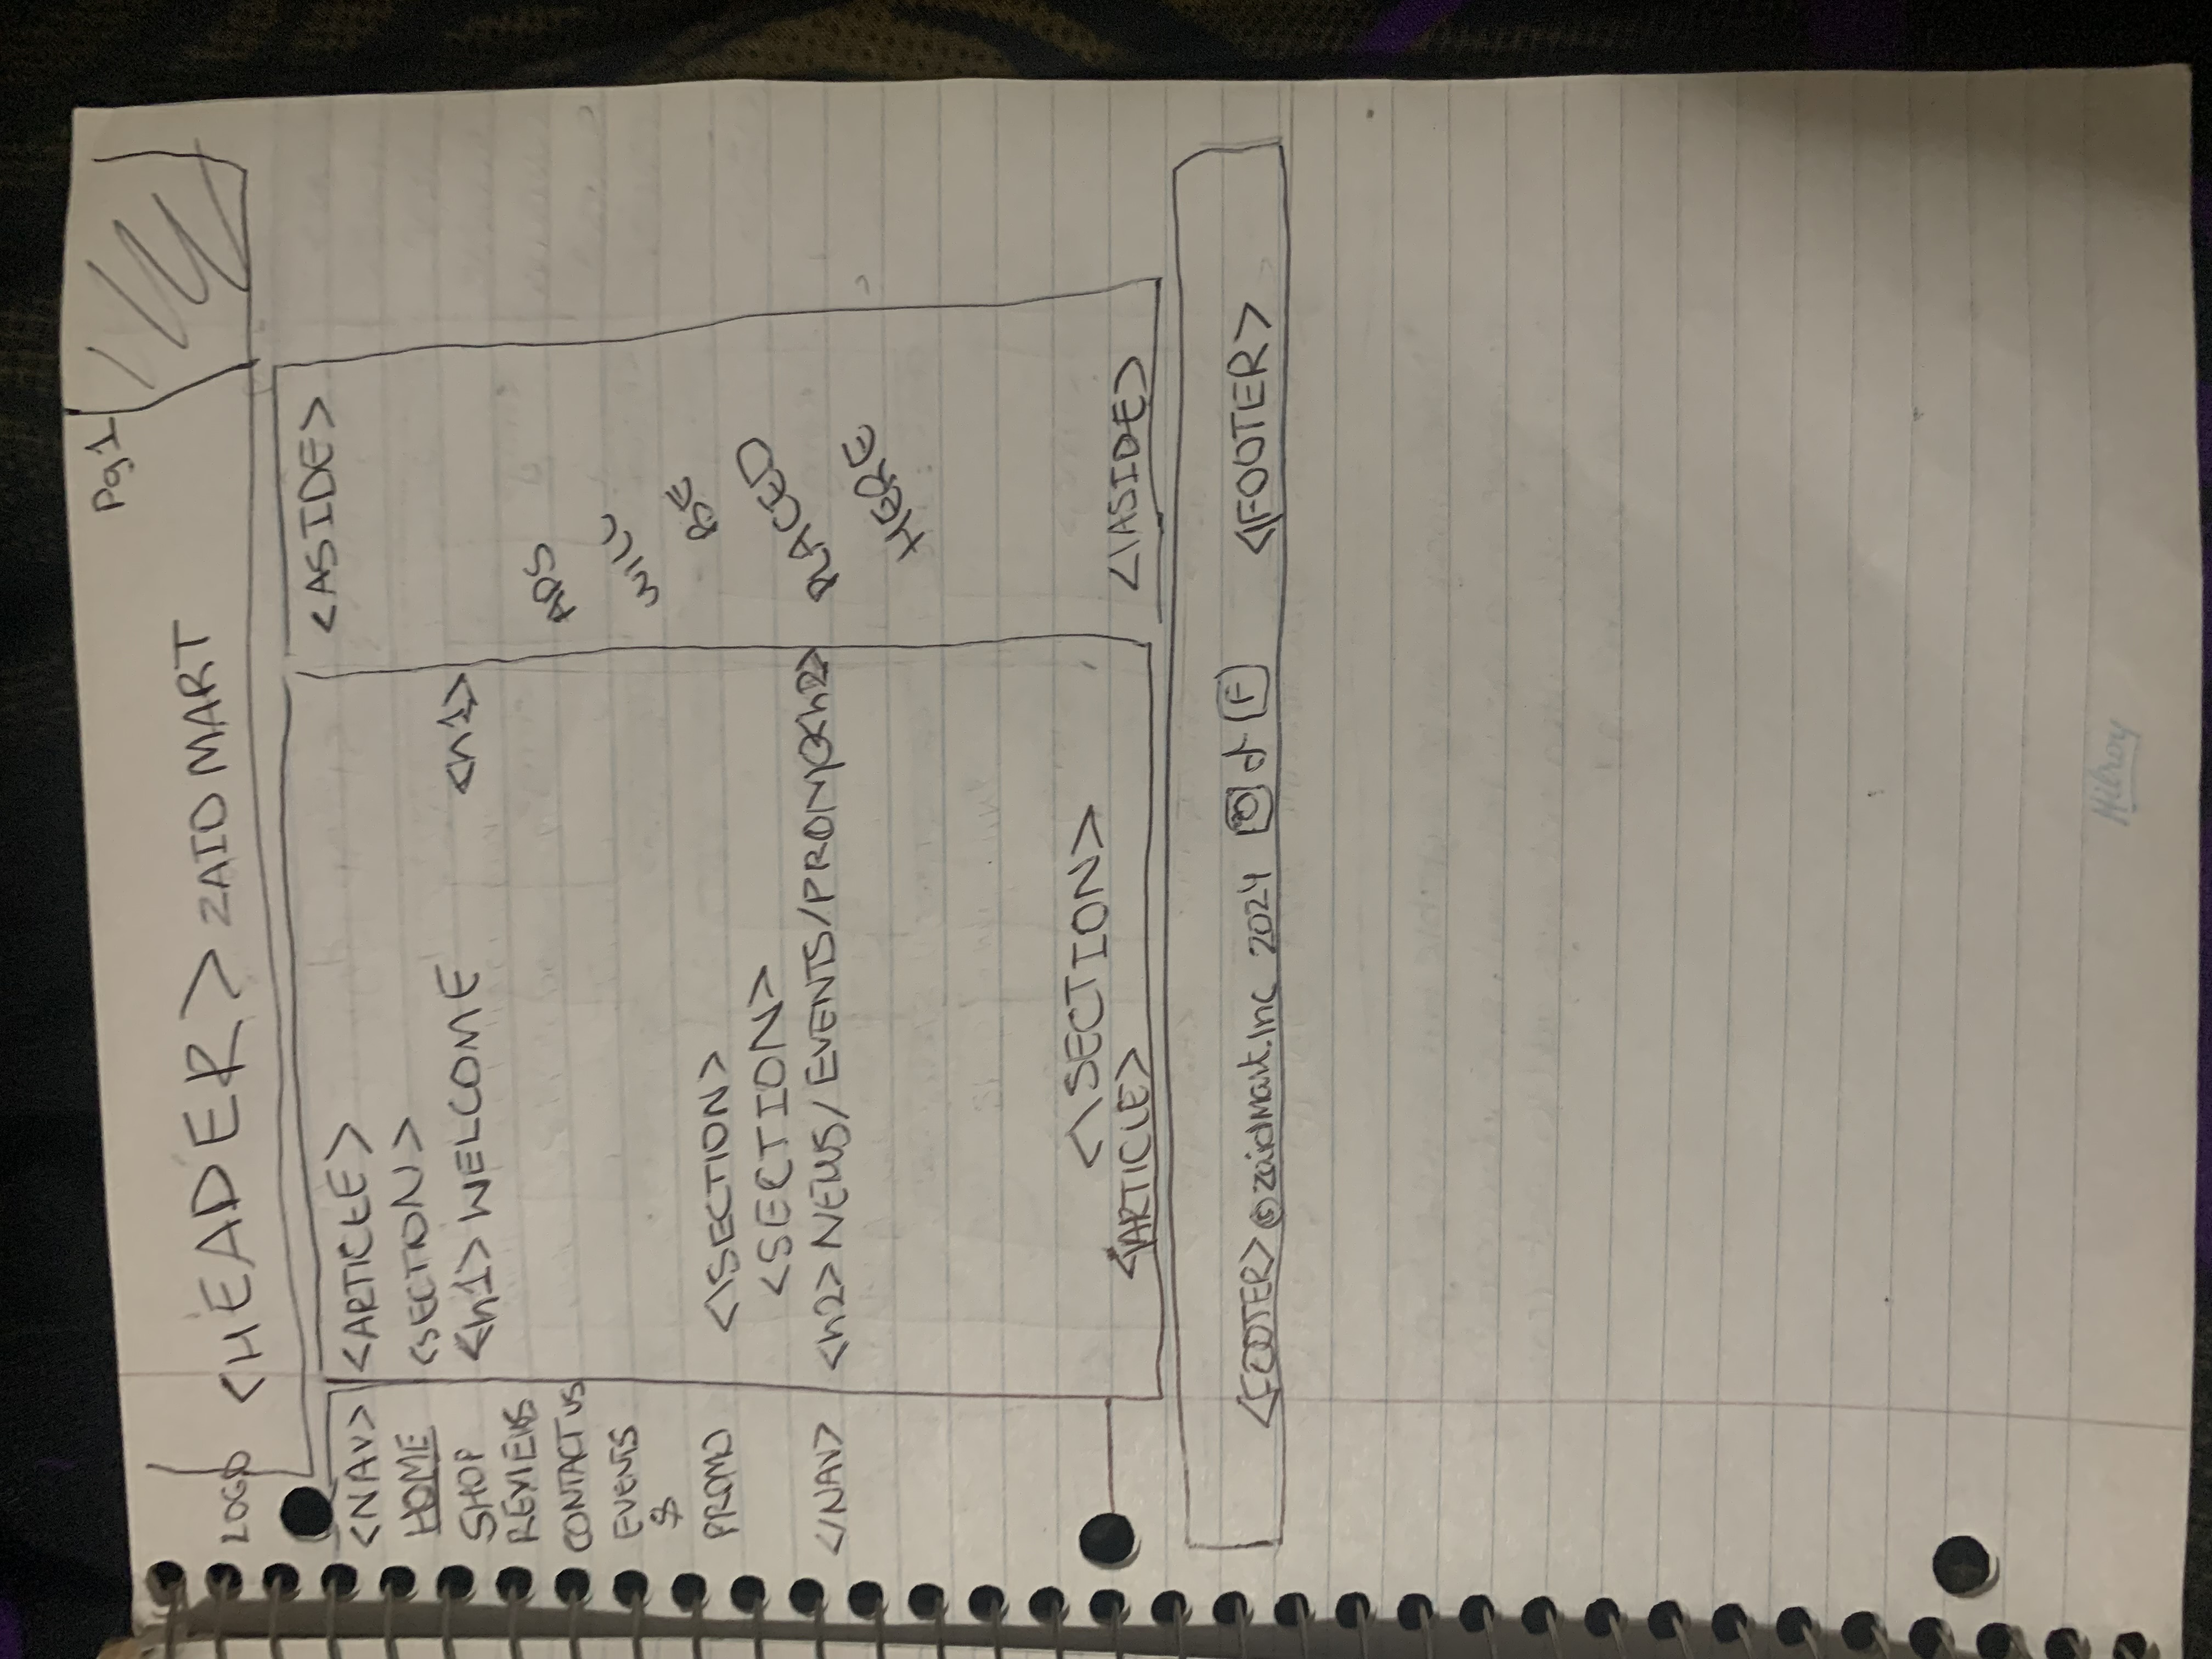 Pg1
LOGO <HEADER> ZAID MART
<NAV>
HOME
SHOP
REVIEWS
CONTACT US
EVENTS
&
PROMO
</NAV>
<ARTICLE>
<SECTION>
<h1> WELCOME <h1>
<\SECTION>
<SECTION>
<h2> NEWS/EVENTS/PROMO<h2>
<\SECTION>
<\ARTICLE>
<ASIDE>
ADS
WILL
BE
PLACED
HERE
<\ASIDE>
<FOOTER> ©zaidMart.Inc 2024 F <\FOOTER>
Hilroy